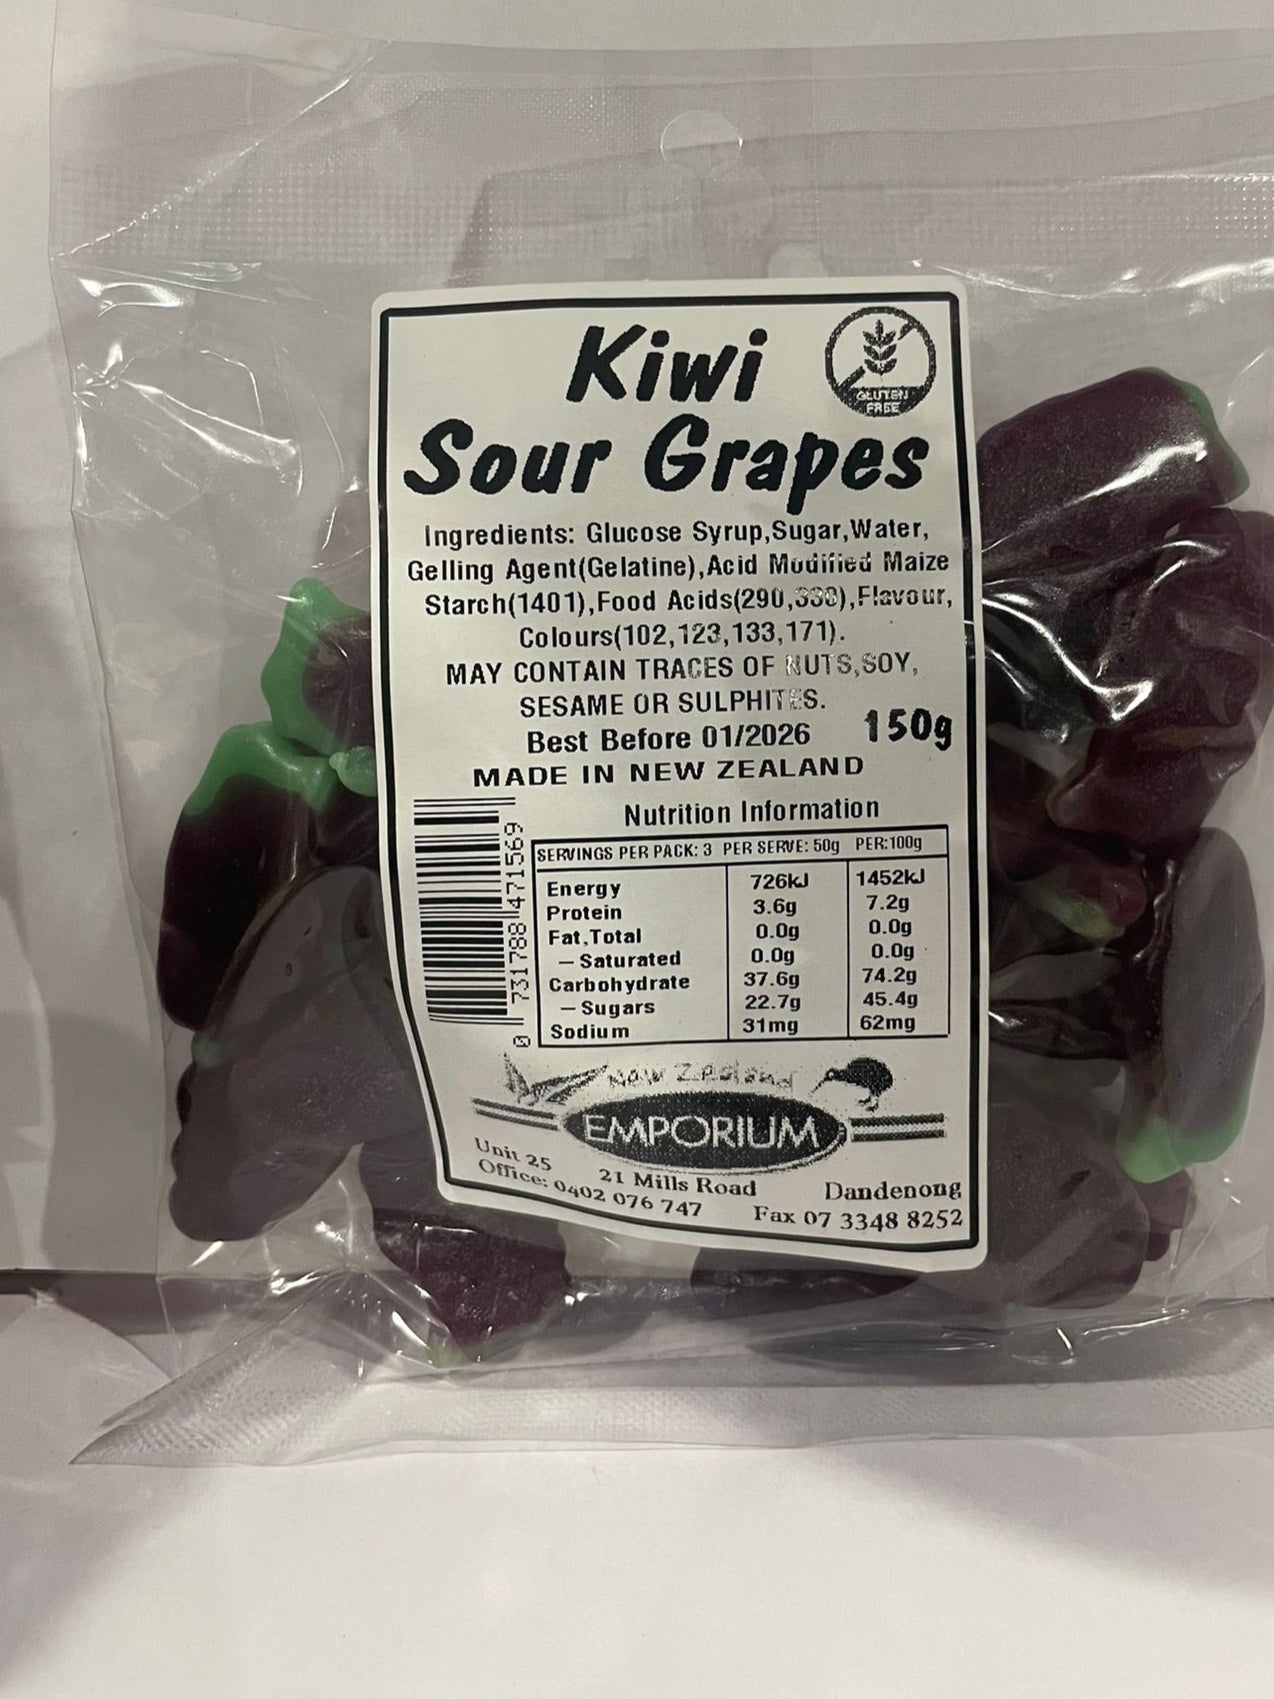 Kiwi
GLUTEN
FREE
Sour Grapes
Ingredients: Glucose Syrup,Sugar,Water,
Gelling Agent(Gelatine),Acid Modified Maize
Starch(1401),Food Acids(290,330),Flavour,
Colours(102,123,133,171).
MAY CONTAIN TRACES OF NUTS,SOY,
SESAME OR SULPHITES.
Best Before 01/2026 150g
MADE IN NEW ZEALAND
Nutrition Information
SERVINGS PER PACK: 3 PER SERVE: 50g PER:100g
Energy 726kJ 1452kJ
Protein 3.6g 7.2g
Fat,Total 0.0g 0.0g
– Saturated 0.0g 0.0g
Carbohydrate 37.6g 74.2g
– Sugars 22.7g 45.4g
Sodium 31mg 62mg
0 731788 471569
New Zealand
EMPORIUM
Unit 25 21 Mills Road Dandenong
Office: 0402 076 747 Fax 07 3348 8252